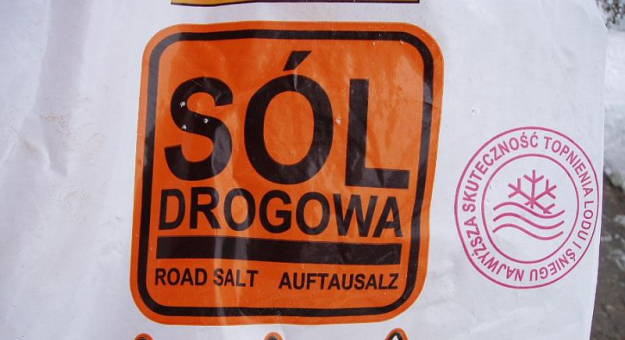 SÓL
DROGOWA
ROAD SALT AUFTAUSALZ
NAJWYŻSZA SKUTECZNOŚĆ TOPNIENIA LODU I ŚNIEGU